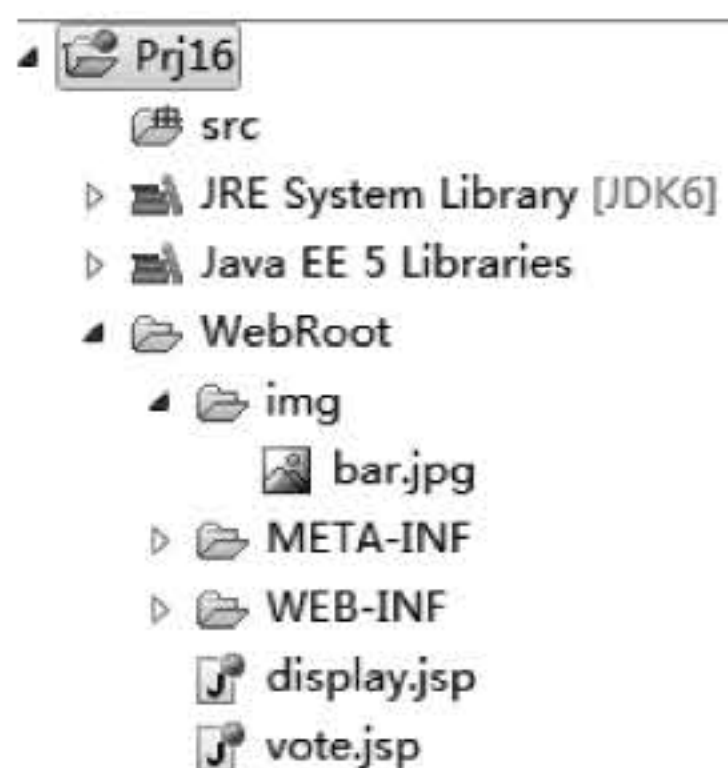 Prj16
src
JRE System Library [JDK6]
Java EE 5 Libraries
WebRoot
img
bar.jpg
META-INF
WEB-INF
display.jsp
vote.jsp